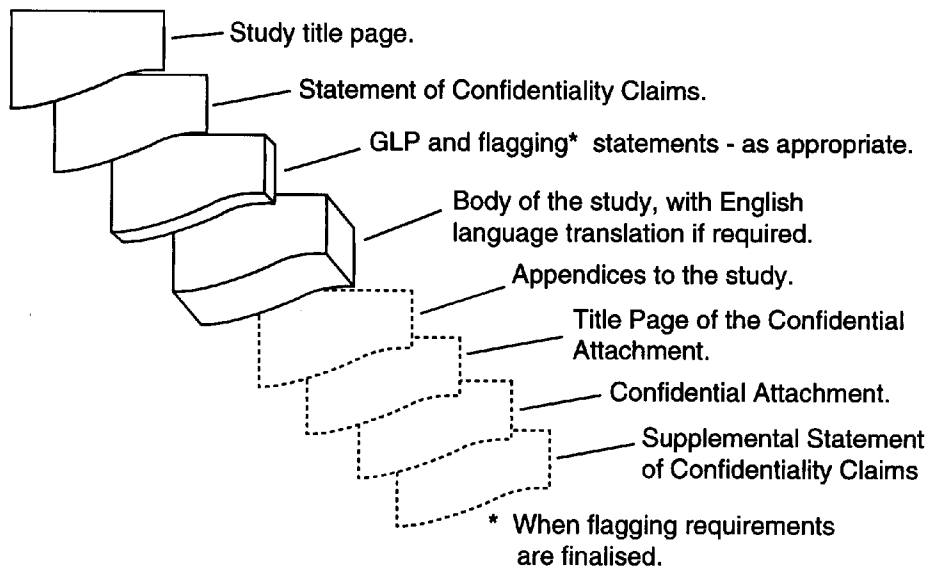 Study title page.
Statement of Confidentiality Claims.
GLP and flagging* statements - as appropriate.
Body of the study, with English
language translation if required.
Appendices to the study.
Title Page of the Confidential
Attachment.
Confidential Attachment.
Supplemental Statement
of Confidentiality Claims
* When flagging requirements
are finalised.